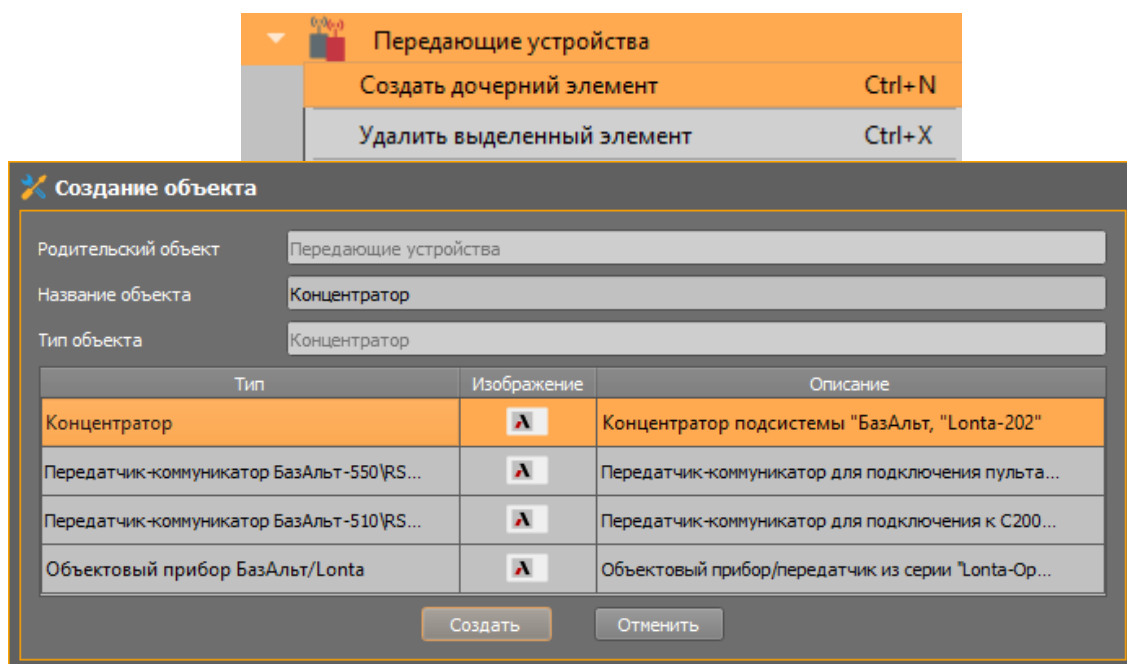 Передающие устройства
Создать дочерний элемент Ctrl+N
Удалить выделенный элемент Ctrl+X
Создание объекта
Родительский объект Передающие устройства
Название объекта Концентратор
Тип объекта Концентратор
Тип Изображение Описание
Концентратор Концентратор подсистемы "БазАльт, "Lonta-202"
Передатчик-коммуникатор БазАльт-550\RS... Передатчик-коммуникатор для подключения пульта...
Передатчик-коммуникатор БазАльт-510\RS... Передатчик-коммуникатор для подключения к С200...
Объектовый прибор БазАльт/Lonta Объектовый прибор/передатчик из серии "Lonta-Op...
Создать Отменить